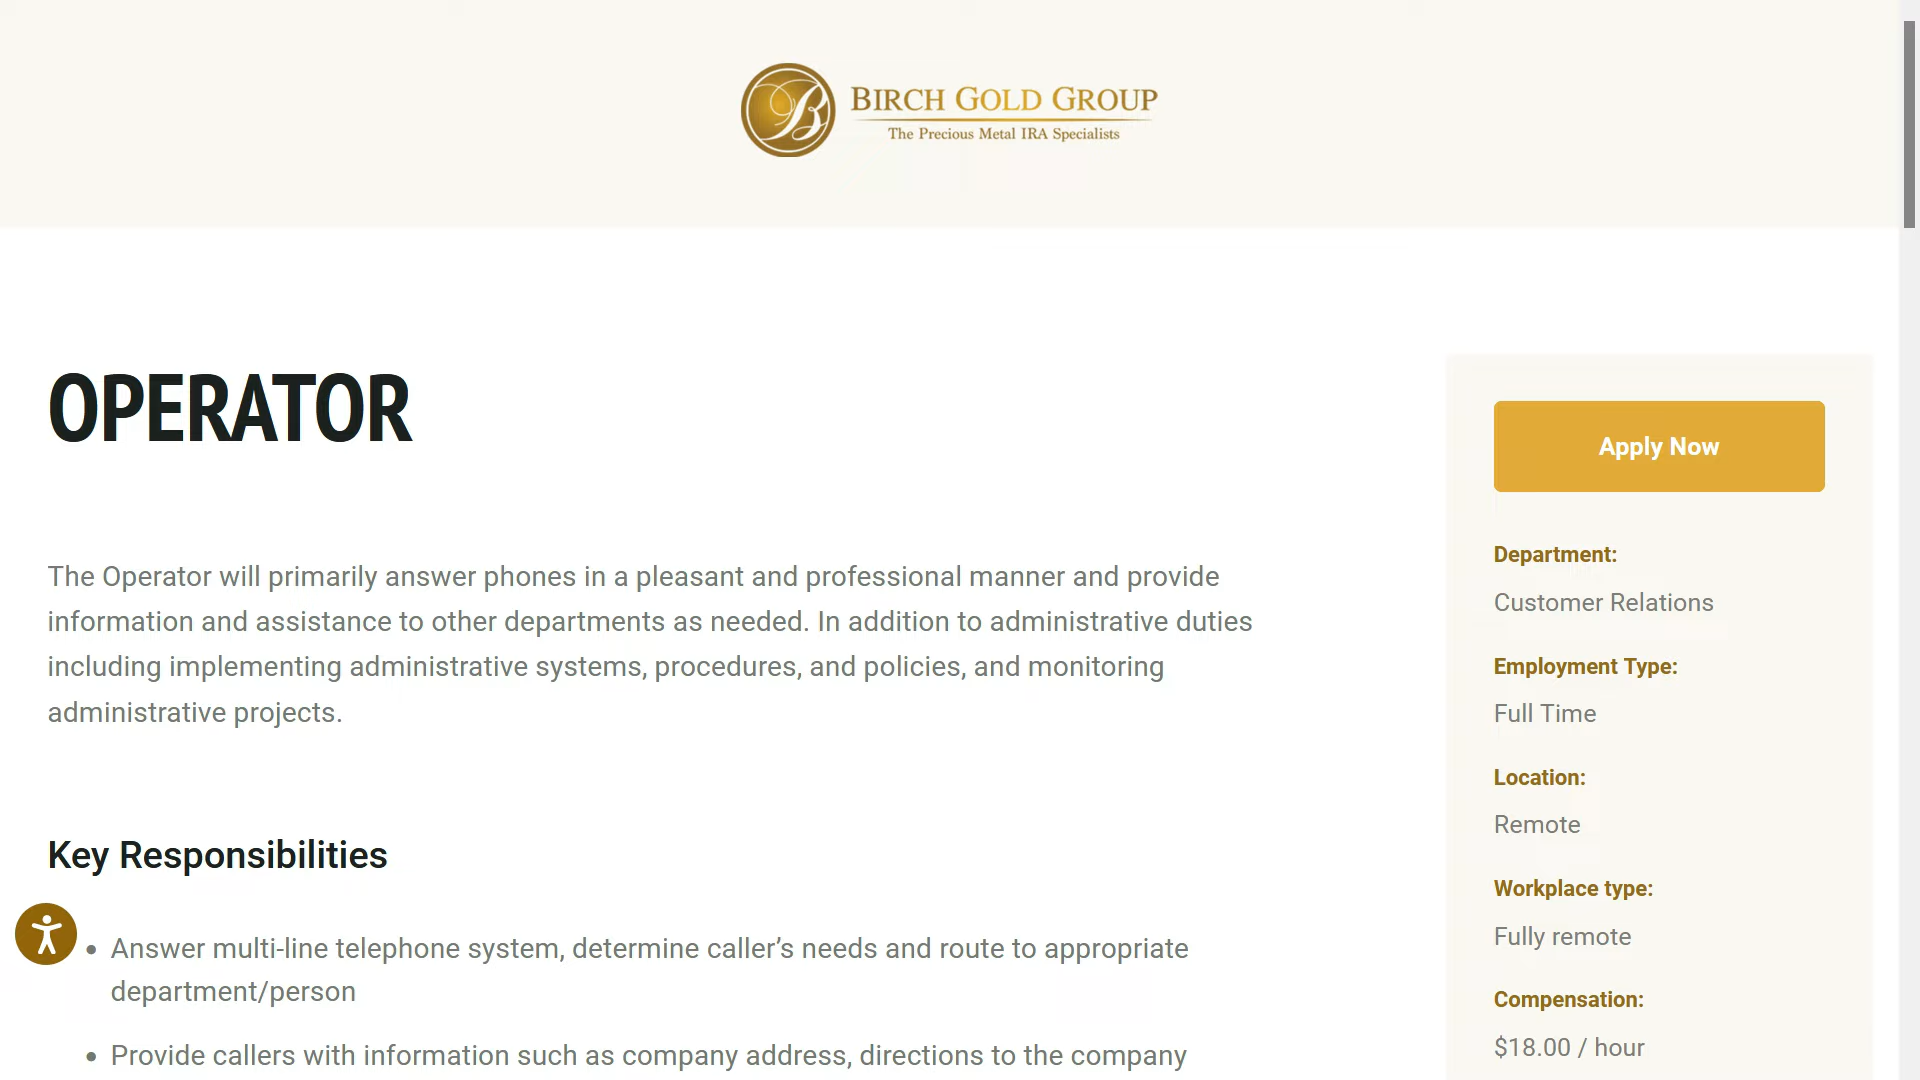 BIRCH GOLD GROUP
The Precious Metal IRA Specialists
OPERATOR
The Operator will primarily answer phones in a pleasant and professional manner and provide
information and assistance to other departments as needed. In addition to administrative duties
including implementing administrative systems, procedures, and policies, and monitoring
administrative projects.
Key Responsibilities
• Answer multi-line telephone system, determine caller’s needs and route to appropriate
department/person
• Provide callers with information such as company address, directions to the company
Apply Now
Department:
Customer Relations
Employment Type:
Full Time
Location:
Remote
Workplace type:
Fully remote
Compensation:
$18.00 / hour